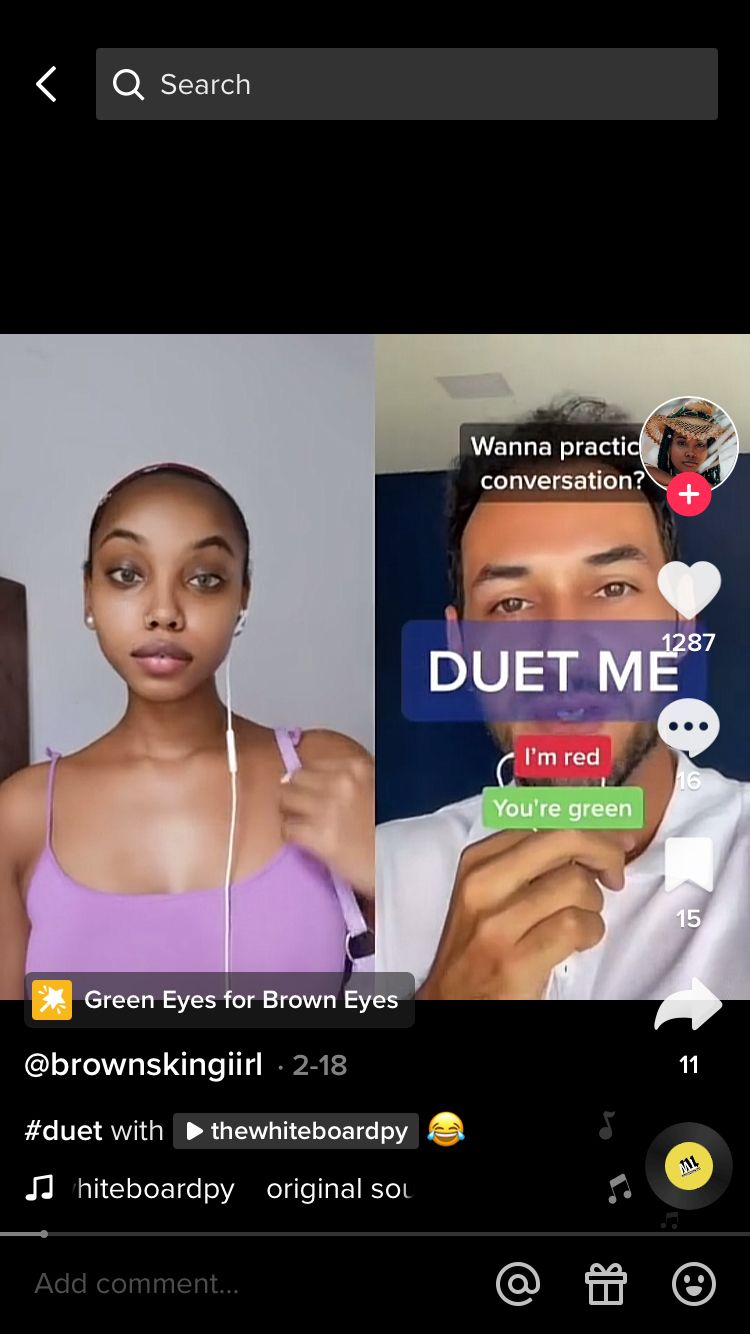 Search
Wanna practic
conversation?
DUET ME
I'm red
You're green
1287
16
15
11
Green Eyes for Brown Eyes
@brownskingiirl · 2-18
#duet with thewhiteboardpy 😂
hiteboardpy original sou
Add comment...